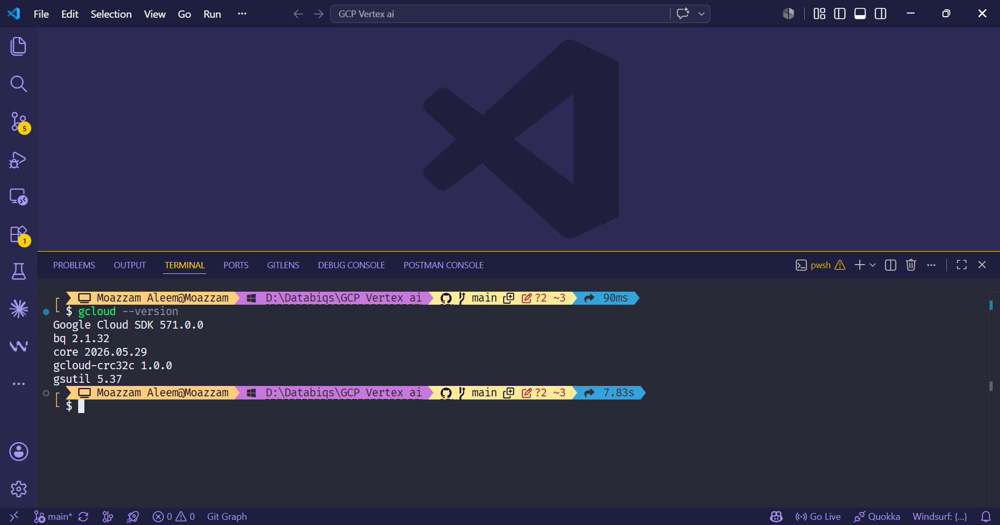 File Edit Selection View Go Run ···
GCP Vertex ai
5
1
PROBLEMS OUTPUT TERMINAL PORTS GITLENS DEBUG CONSOLE POSTMAN CONSOLE
pwsh
Moazzam Aleem@Moazzam D:\Databiqs\GCP Vertex ai main ?2 ~3 90ms
$ gcloud --version
Google Cloud SDK 571.0.0
bq 2.1.32
core 2026.05.29
gcloud-crc32c 1.0.0
gsutil 5.37
Moazzam Aleem@Moazzam D:\Databiqs\GCP Vertex ai main ?2 ~3 7.83s
$
main* 0 0 Git Graph Go Live Quokka Windsurf: {...}